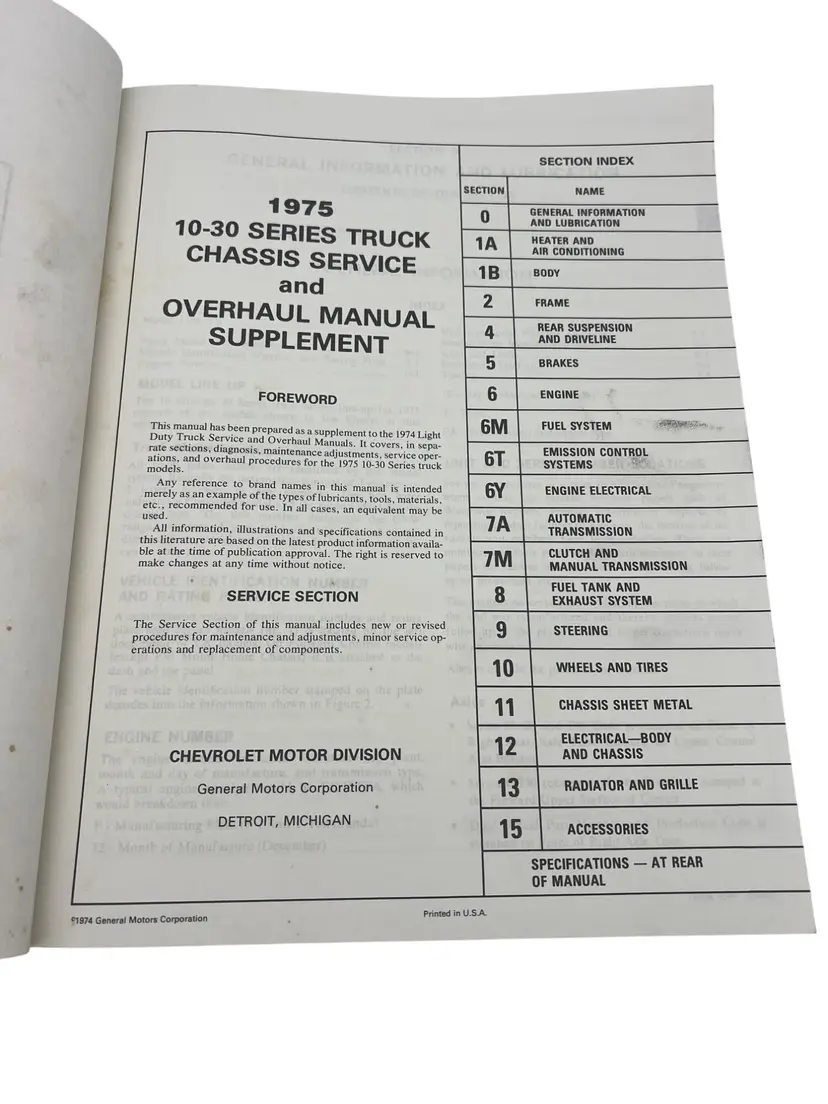 1975
10-30 SERIES TRUCK
CHASSIS SERVICE
and
OVERHAUL MANUAL
SUPPLEMENT
FOREWORD
This manual has been prepared as a supplement to the 1974 Light
Duty Truck Service and Overhaul Manuals. It covers, in sepa-
rate sections, diagnosis, maintenance adjustments, service oper-
ations, and overhaul procedures for the 1975 10-30 Series truck
models.
Any reference to brand names in this manual is intended
merely as an example of the types of lubricants, tools, materials,
etc., recommended for use. In all cases, an equivalent may be
used.
All information, illustrations and specifications contained in
this literature are based on the latest product information availa-
ble at the time of publication approval. The right is reserved to
make changes at any time without notice.
SERVICE SECTION
The Service Section of this manual includes new or revised
procedures for maintenance and adjustments, minor service op-
erations and replacement of components.
CHEVROLET MOTOR DIVISION
General Motors Corporation
DETROIT, MICHIGAN
SECTION INDEX
SECTION NAME
0 GENERAL INFORMATION
AND LUBRICATION
1A HEATER AND
AIR CONDITIONING
1B BODY
2 FRAME
4 REAR SUSPENSION
AND DRIVELINE
5 BRAKES
6 ENGINE
6M FUEL SYSTEM
6T EMISSION CONTROL
SYSTEMS
6Y ENGINE ELECTRICAL
7A AUTOMATIC
TRANSMISSION
7M CLUTCH AND
MANUAL TRANSMISSION
8 FUEL TANK AND
EXHAUST SYSTEM
9 STEERING
10 WHEELS AND TIRES
11 CHASSIS SHEET METAL
12 ELECTRICAL—BODY
AND CHASSIS
13 RADIATOR AND GRILLE
15 ACCESSORIES
SPECIFICATIONS — AT REAR
OF MANUAL
©1974 General Motors Corporation
Printed in U.S.A.